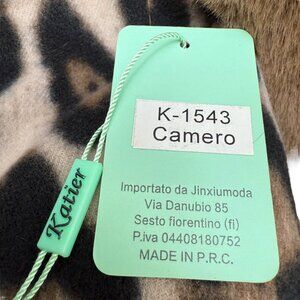 K-1543
Camero
Importato da Jinxiumoda
Via Danubio 85
Sesto fiorentino (fi)
P.iva 04408180752
MADE IN P.R.C.
Katier